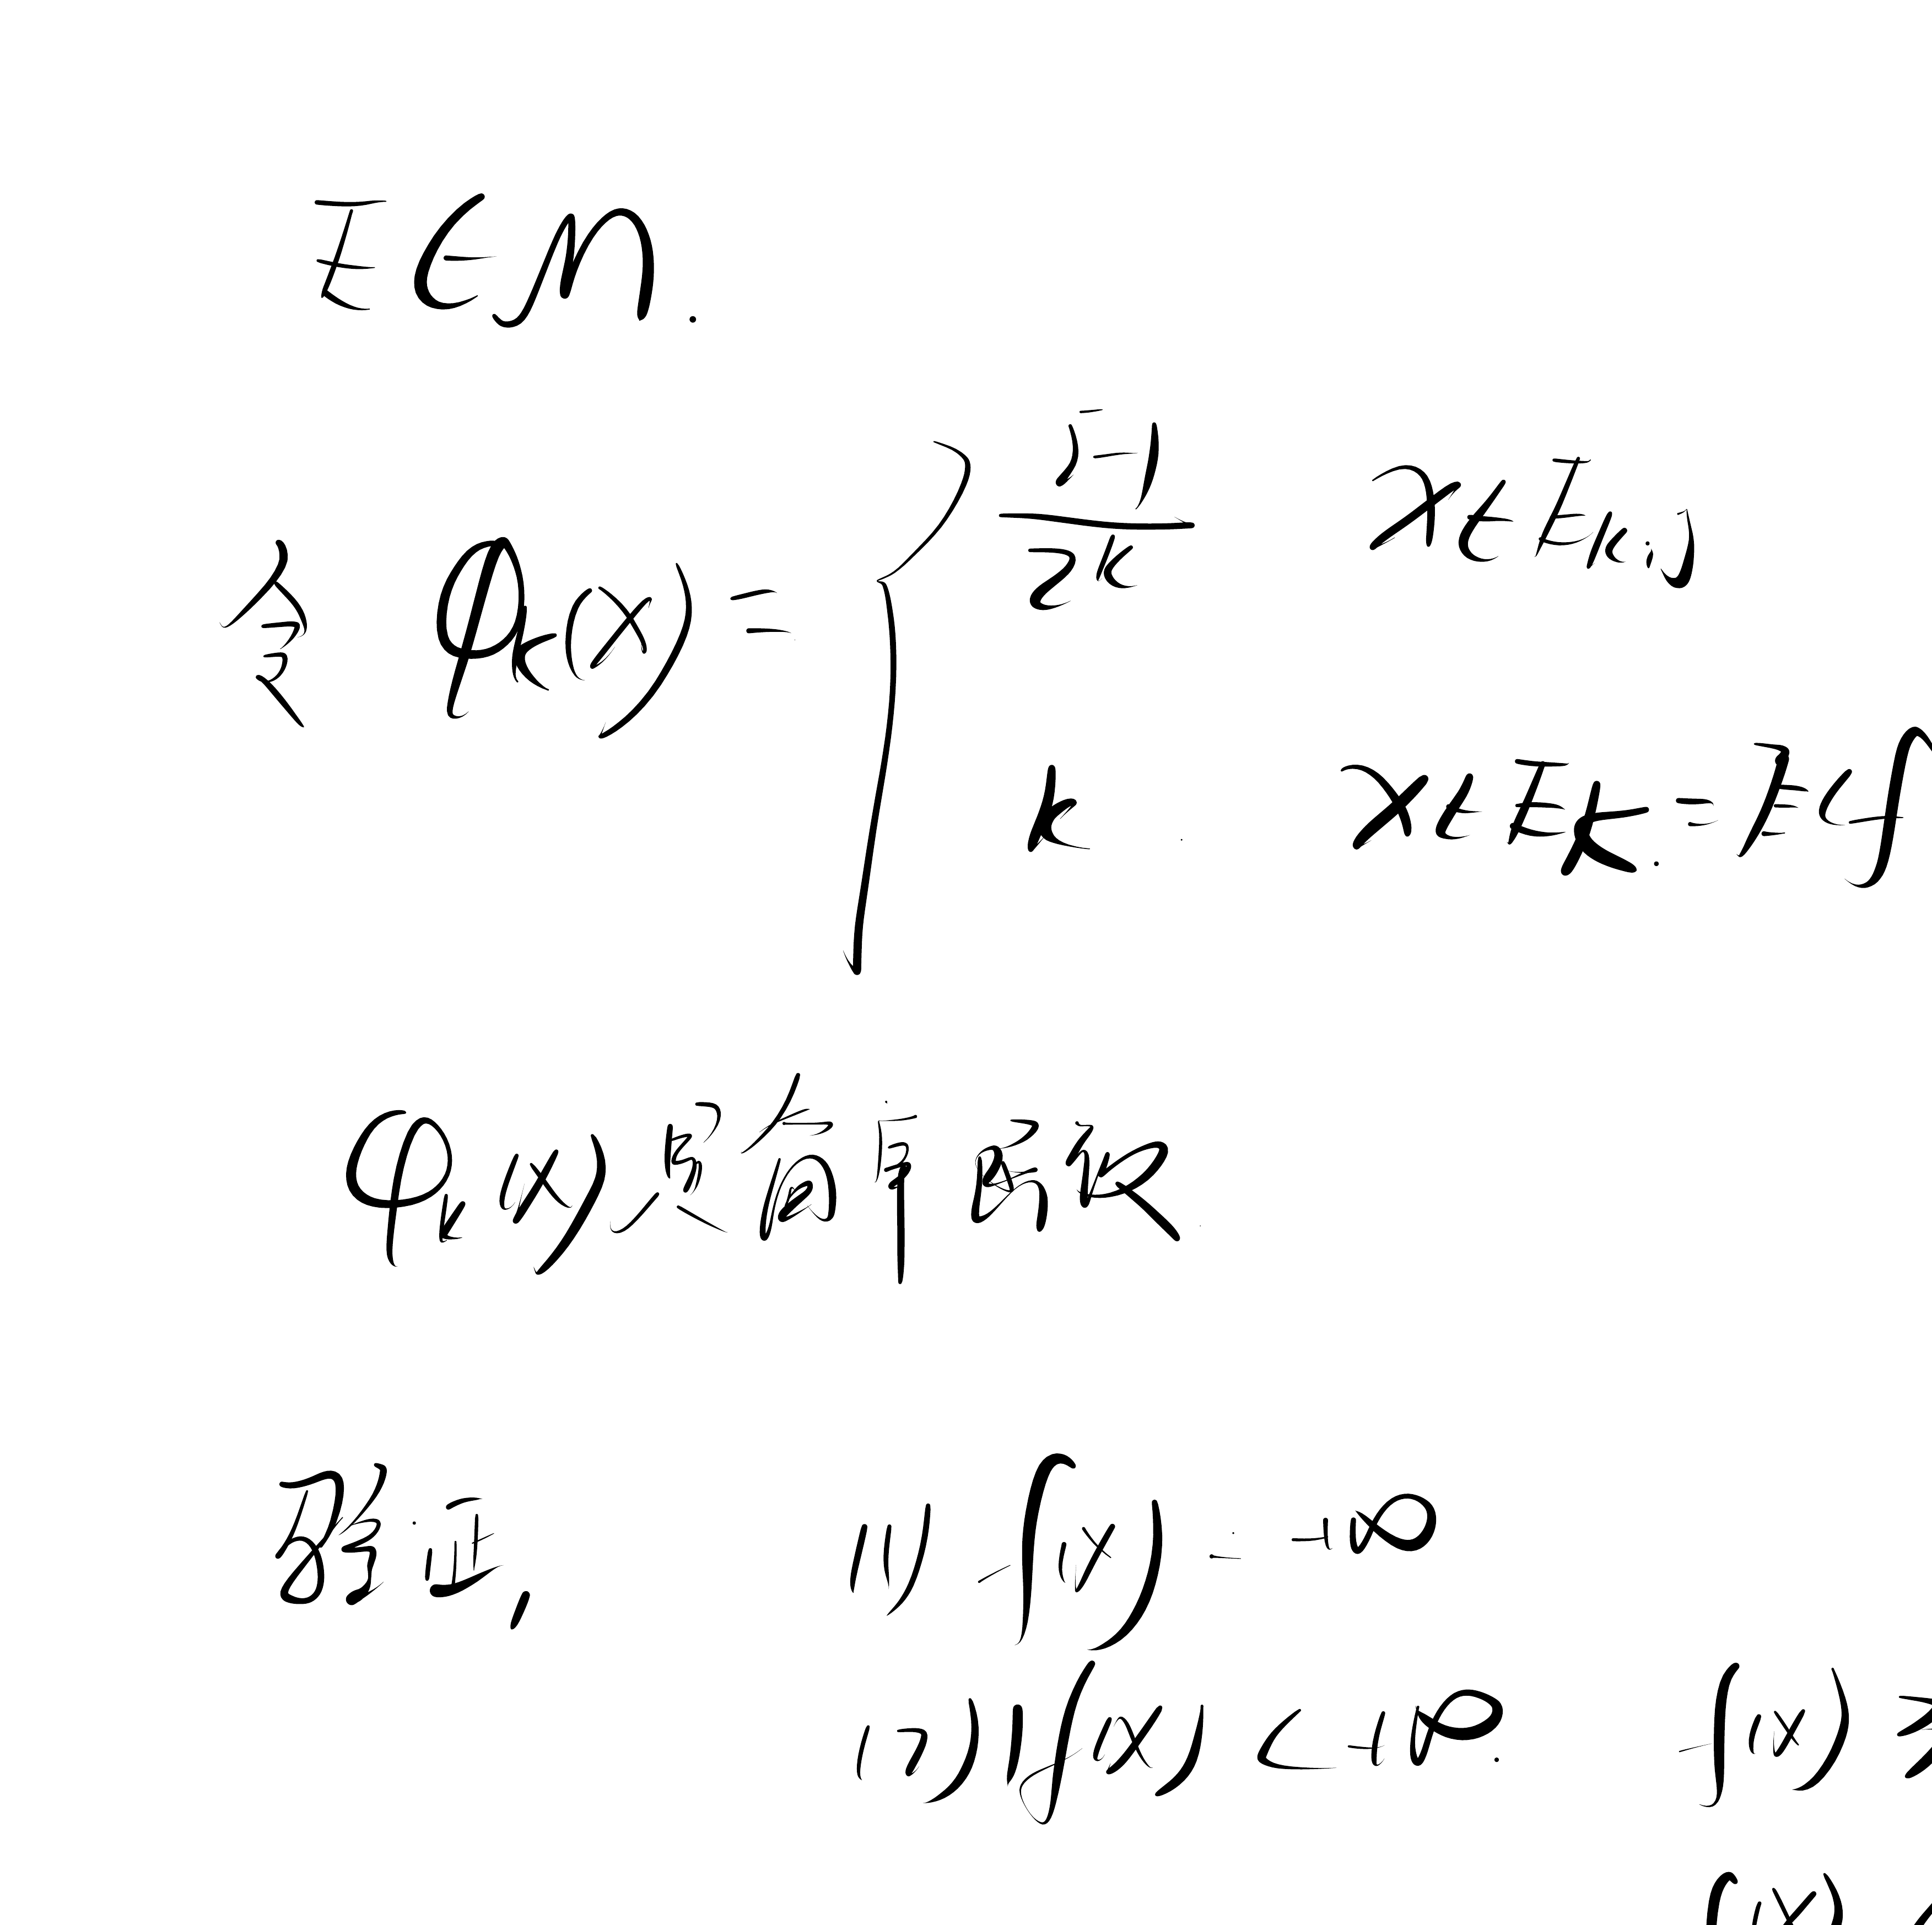 E ∈ M.
令 φk(x) = { (j-1)/2^k x ∈ Ek,j
k . x ∈ Ek. = E{f
φk(x) 是简单函数.
验证, (1) f(x) = +∞
(2) f(x) < +∞. f(x) ≥
f(x)